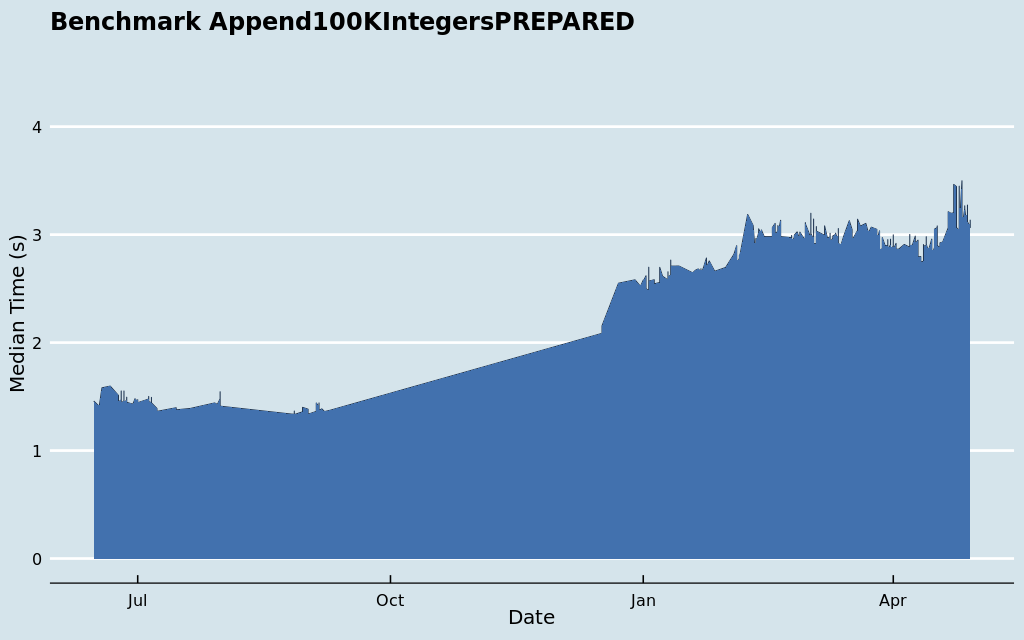 Benchmark Append100KIntegersPREPARED
4
3
2
1
0
Median Time (s)
Jul
Oct
Jan
Apr
Date